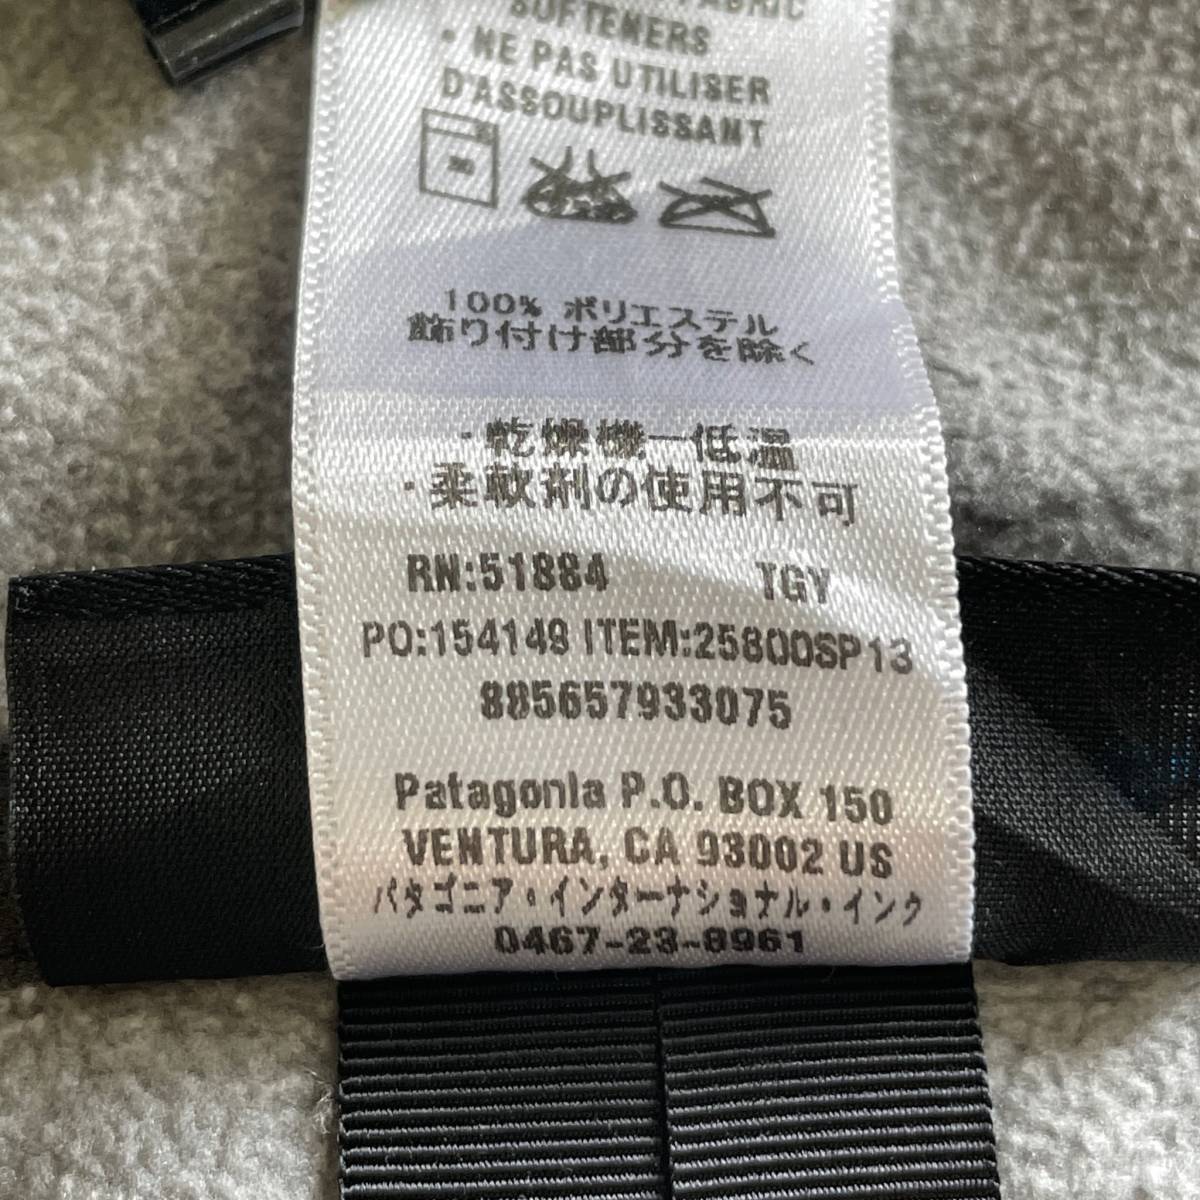 FABRIC
SOFTENERS
• NE PAS UTILISER
D'ASSOUPLISSANT
100% ポリエステル
飾り付け部分を除く
・乾燥機ー低温
・柔軟剤の使用不可
RN:51884 TGY
PO:154149 ITEM:25800SP13
885657933075
Patagonia P.O. BOX 150
VENTURA, CA 93002 US
パタゴニア・インターナショナル・インク
0467-23-8961